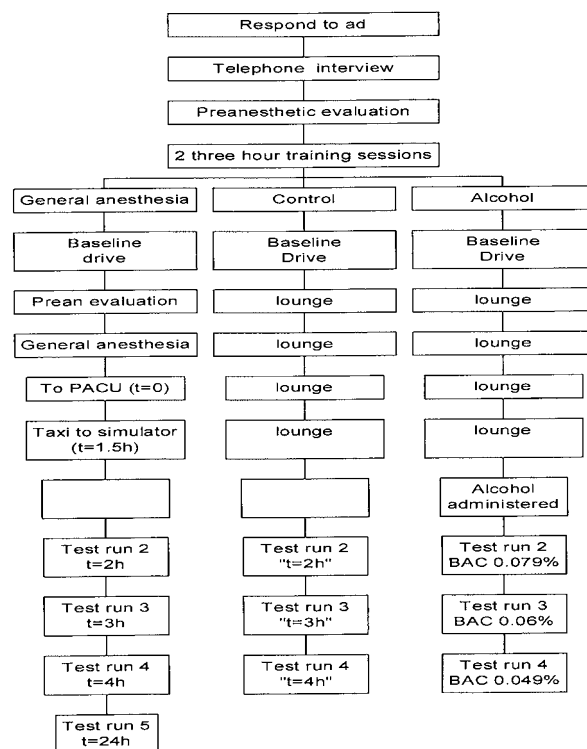 Respond to ad
Telephone interview
Preanesthetic evaluation
2 three hour training sessions
General anesthesia
Control
Alcohol
Baseline
drive
Baseline
Drive
Baseline
Drive
Prean evaluation
lounge
lounge
General anesthesia
lounge
lounge
To PACU (t=0)
lounge
lounge
Taxi to simulator
(t=1.5h)
lounge
lounge
Alcohol
administered
Test run 2
t=2h
Test run 2
"t=2h"
Test run 2
BAC 0.079%
Test run 3
t=3h
Test run 3
"t=3h"
Test run 3
BAC 0.06%
Test run 4
t=4h
Test run 4
"t=4h"
Test run 4
BAC 0.049%
Test run 5
t=24h